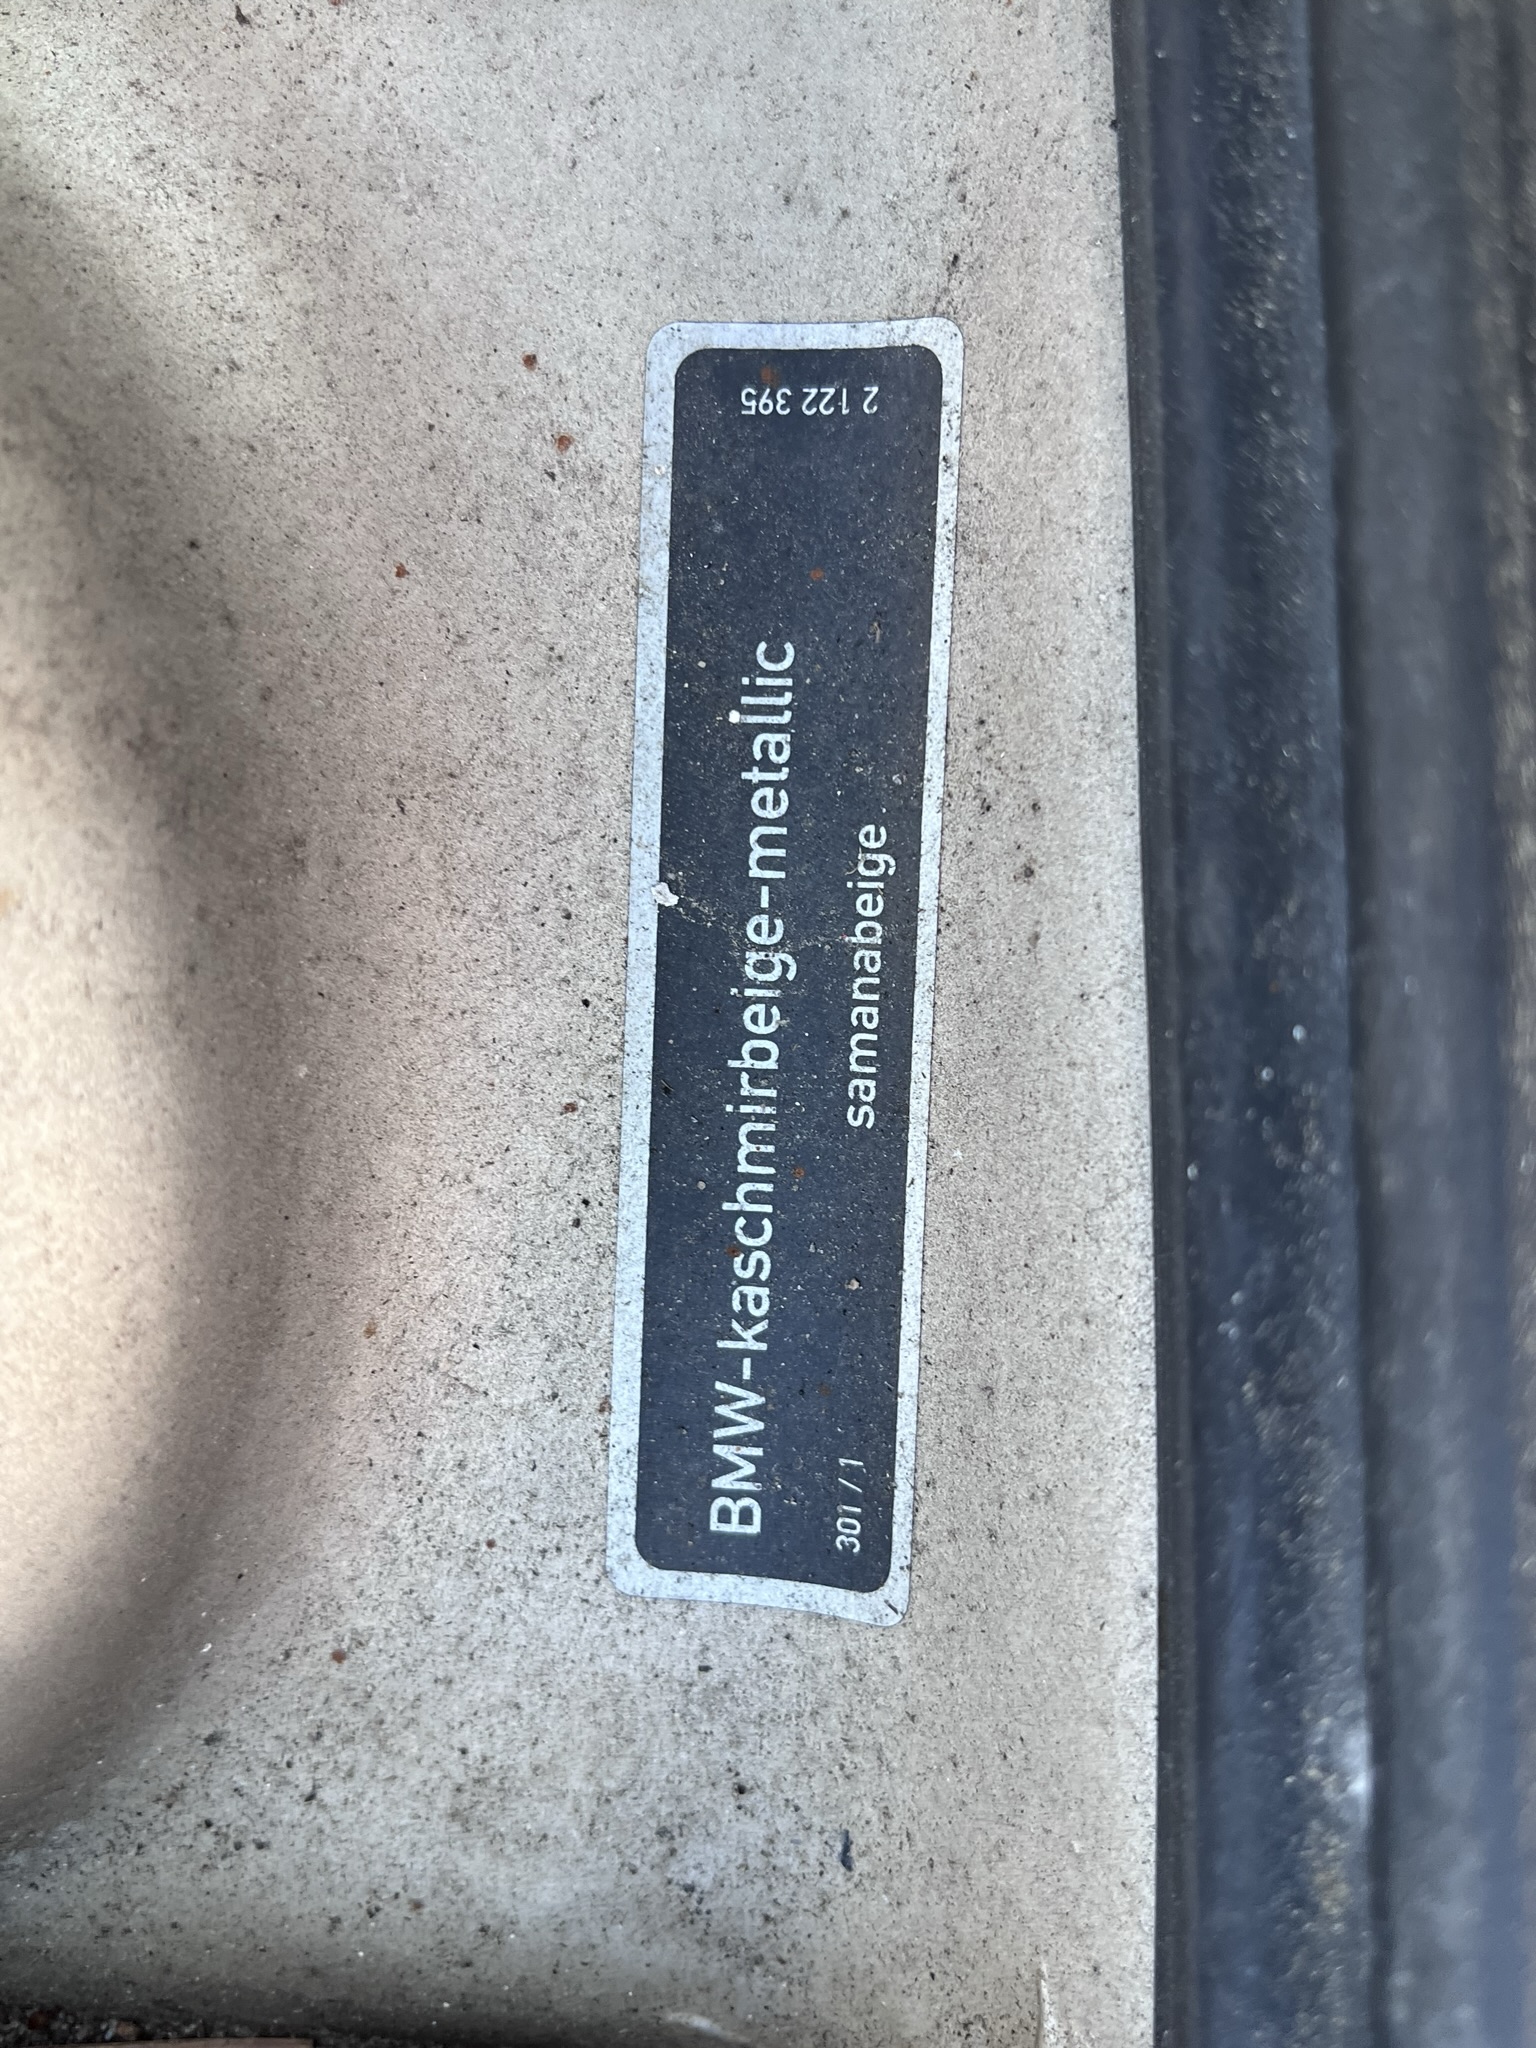 BMW-kaschmirbeige-metallic
301 / 1
samanabeige
2 122 395